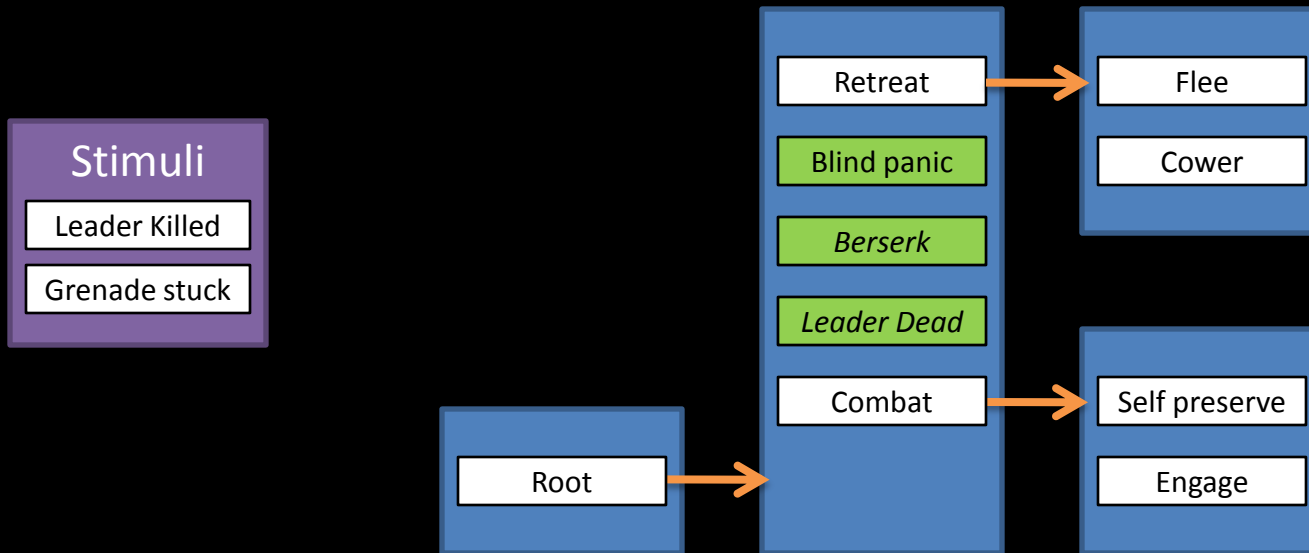 Stimuli
Leader Killed
Grenade stuck
Root
Retreat
Blind panic
Berserk
Leader Dead
Combat
Flee
Cower
Self preserve
Engage